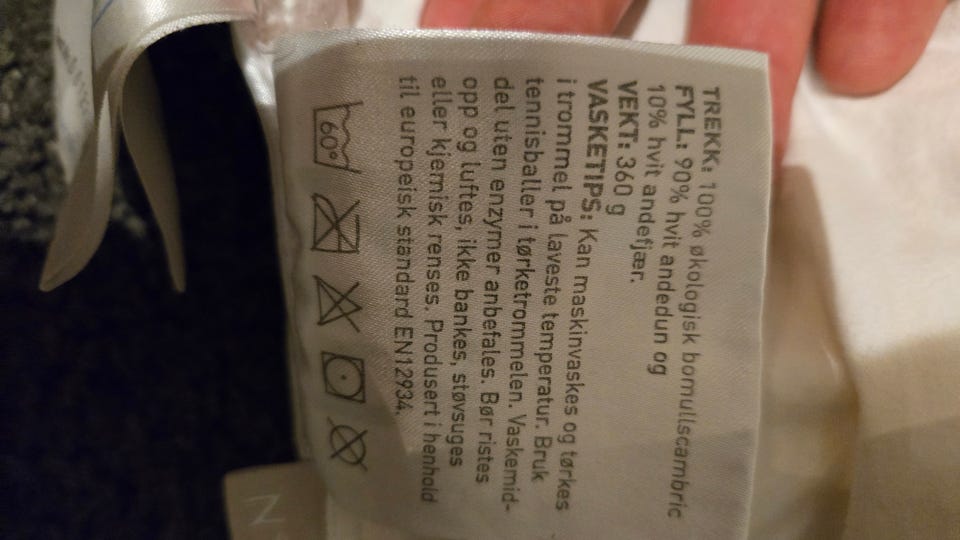 TREKK: 100% økologisk bomullscambric
FYLL: 90% hvit andedun og
10% hvit andefjær.
VEKT: 360 g
VASKETIPS: Kan maskinvaskes og tørkes
i trommel, på laveste temperatur. Bruk
tennisballer i tørketrommelen. Vaskemid-
del uten enzymer anbefales. Bør ristes
opp og luftes, ikke bankes, støvsuges
eller kjemisk renses. Produsert i henhold
til europeisk standard EN12934.
60°
N